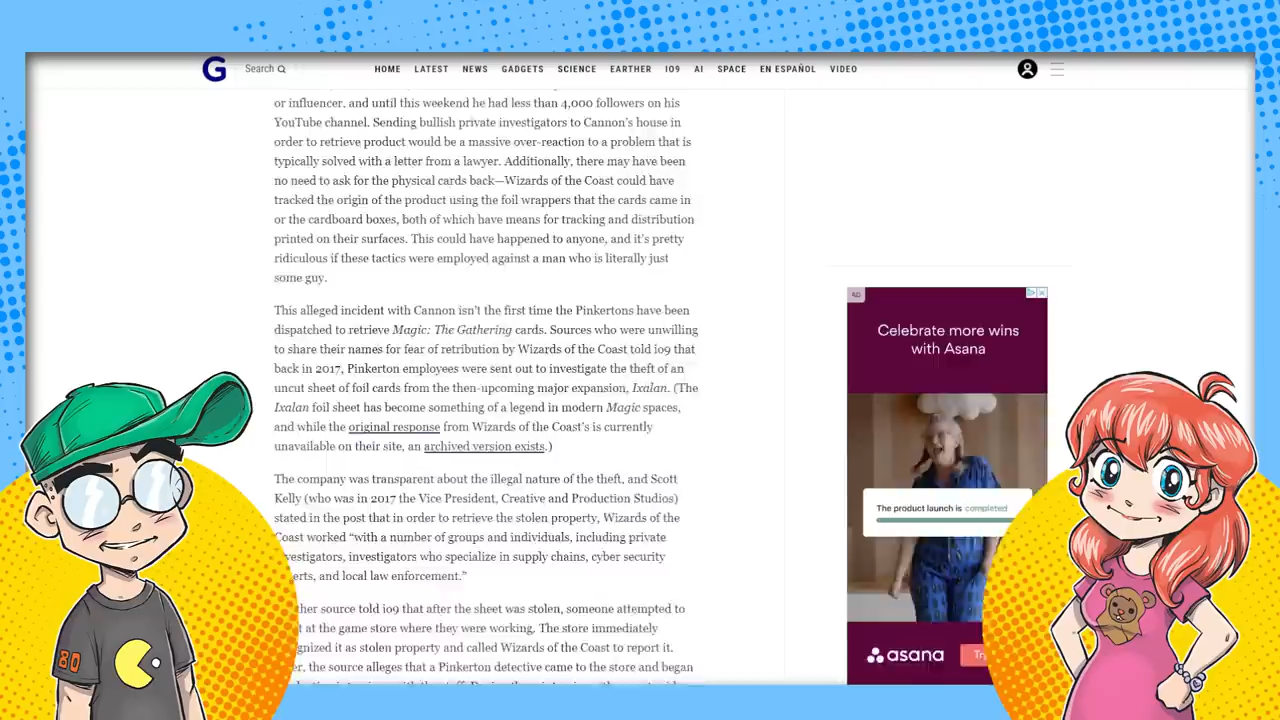 G
Search
HOME LATEST NEWS GADGETS SCIENCE EARTHER IO9 AI SPACE EN ESPAÑOL VIDEO
or influencer, and until this weekend he had less than 4,000 followers on his
YouTube channel. Sending bullish private investigators to Cannon's house in
order to retrieve product would be a massive over-reaction to a problem that is
typically solved with a letter from a lawyer. Additionally, there may have been
no need to ask for the physical cards back—Wizards of the Coast could have
tracked the origin of the product using the foil wrappers that the cards came in
or the cardboard boxes, both of which have means for tracking and distribution
printed on their surfaces. This could have happened to anyone, and it's pretty
ridiculous if these tactics were employed against a man who is literally just
some guy.
This alleged incident with Cannon isn't the first time the Pinkertons have been
dispatched to retrieve Magic: The Gathering cards. Sources who were unwilling
to share their names for fear of retribution by Wizards of the Coast told io9 that
back in 2017, Pinkerton employees were sent out to investigate the theft of an
uncut sheet of foil cards from the then-upcoming major expansion, Ixalan. (The
Ixalan foil sheet has become something of a legend in modern Magic spaces,
and while the original response from Wizards of the Coast's is currently
unavailable on their site, an archived version exists.)
The company was transparent about the illegal nature of the theft, and Scott
Kelly (who was in 2017 the Vice President, Creative and Production Studios)
stated in the post that in order to retrieve the stolen property, Wizards of the
Coast worked "with a number of groups and individuals, including private
investigators, investigators who specialize in supply chains, cyber security
erts, and local law enforcement."
ther source told io9 that after the sheet was stolen, someone attempted to
at the game store where they were working. The store immediately
gnized it as stolen property and called Wizards of the Coast to report it.
er, the source alleges that a Pinkerton detective came to the store and began
AD
Celebrate more wins
with Asana
The product launch is completed
asana
80